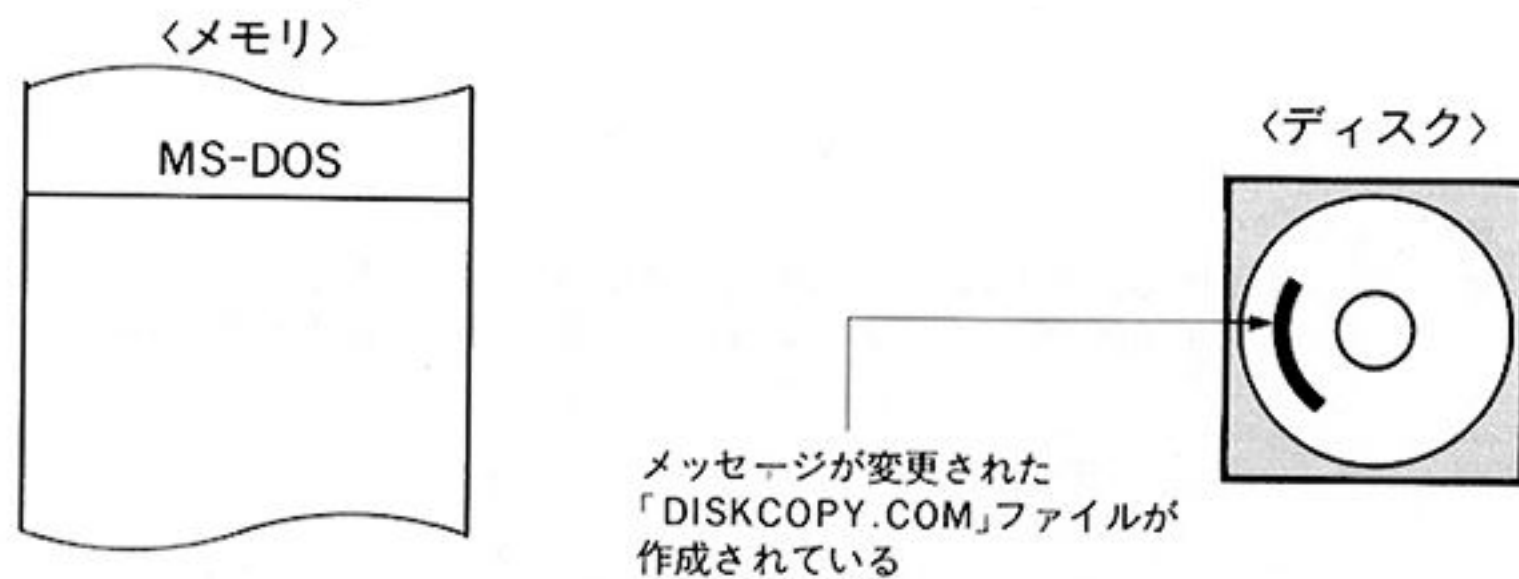 〈メモリ〉
MS-DOS
〈ディスク〉
メッセージが変更された
「DISKCOPY.COM」ファイルが
作成されている